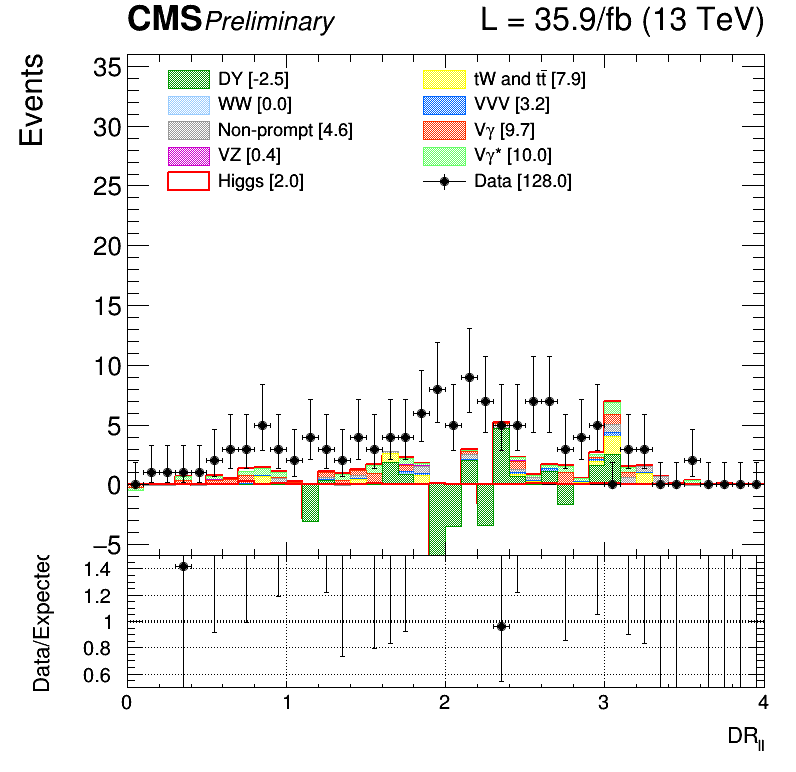 CMS Preliminary L = 35.9/fb (13 TeV)
Events
35
30
25
20
15
10
5
0
−5
DY [-2.5]
tW and tt̄ [7.9]
WW [0.0]
VVV [3.2]
Non-prompt [4.6]
Vγ [9.7]
VZ [0.4]
Vγ* [10.0]
Higgs [2.0]
Data [128.0]
Data/Expected
1.4
1.2
1
0.8
0.6
0 1 2 3 4
DR_ll